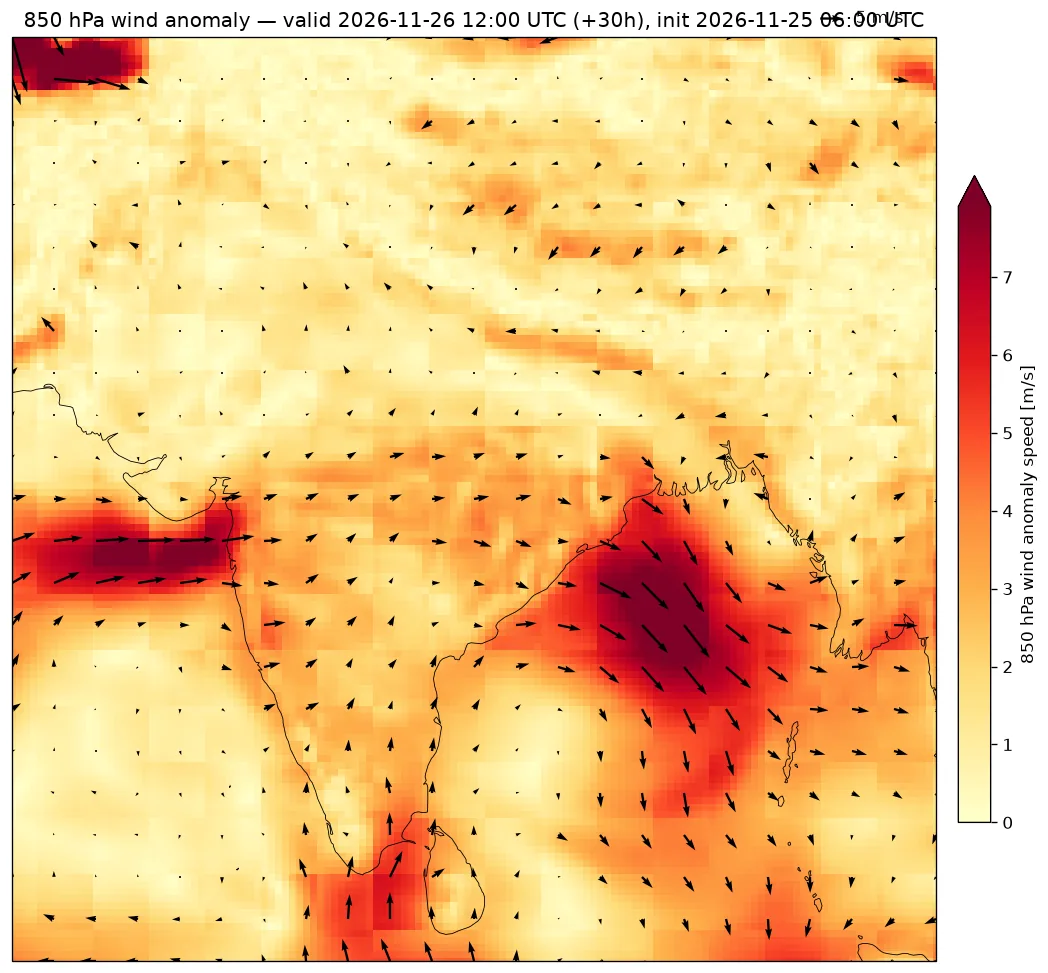 850 hPa wind anomaly — valid 2026-11-26 12:00 UTC (+30h), init 2026-11-25 06:00 UTC
5 m/s
7
6
5
4
3
2
1
0
850 hPa wind anomaly speed [m/s]